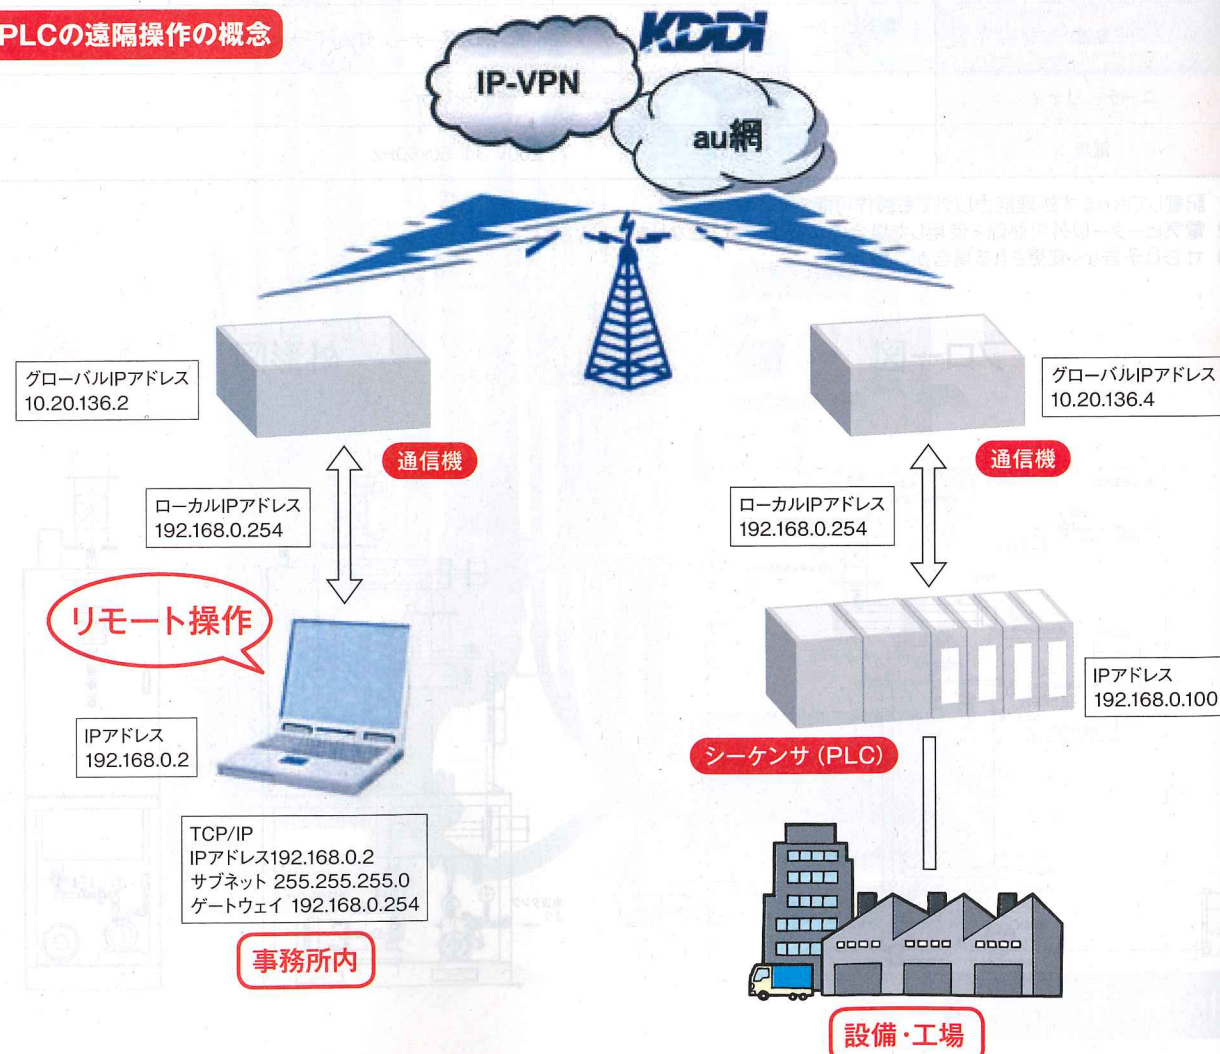 PLCの遠隔操作の概念
KDDI
IP-VPN
au網
グローバルIPアドレス
10.20.136.2
通信機
ローカルIPアドレス
192.168.0.254
リモート操作
IPアドレス
192.168.0.2
TCP/IP
IPアドレス192.168.0.2
サブネット 255.255.255.0
ゲートウェイ 192.168.0.254
事務所内
グローバルIPアドレス
10.20.136.4
通信機
ローカルIPアドレス
192.168.0.254
IPアドレス
192.168.0.100
シーケンサ (PLC)
設備・工場
フロー図
外形図